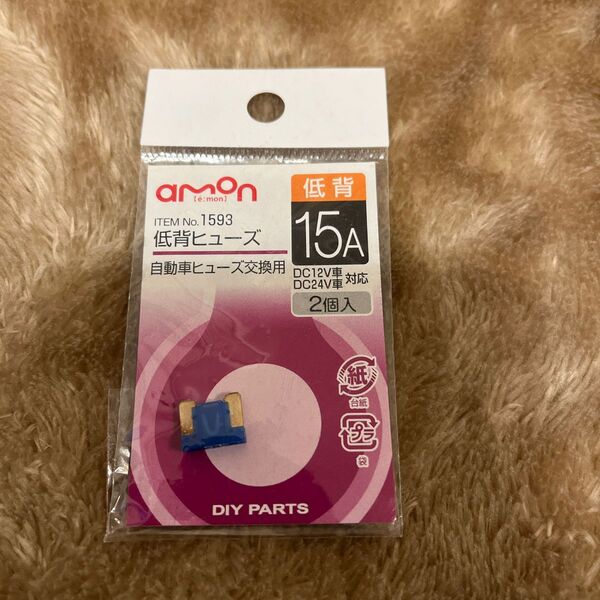 amon
[é:mon]
ITEM No.1593
低背ヒューズ
自動車ヒューズ交換用
低背
15A
DC12V車
DC24V車 対応
2個入
紙
台紙
プラ
袋
DIY PARTS